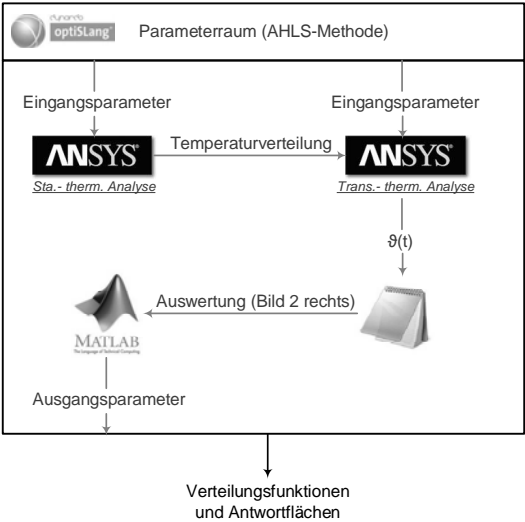 dynardo
optiSLang
Parameterraum (AHLS-Methode)
Eingangsparameter
Eingangsparameter
ANSYS
Temperaturverteilung
ANSYS
Sta.- therm. Analyse
Trans.- therm. Analyse
ϑ(t)
Auswertung (Bild 2 rechts)
MATLAB
The Language of Technical Computing
Ausgangsparameter
Verteilungsfunktionen
und Antwortflächen